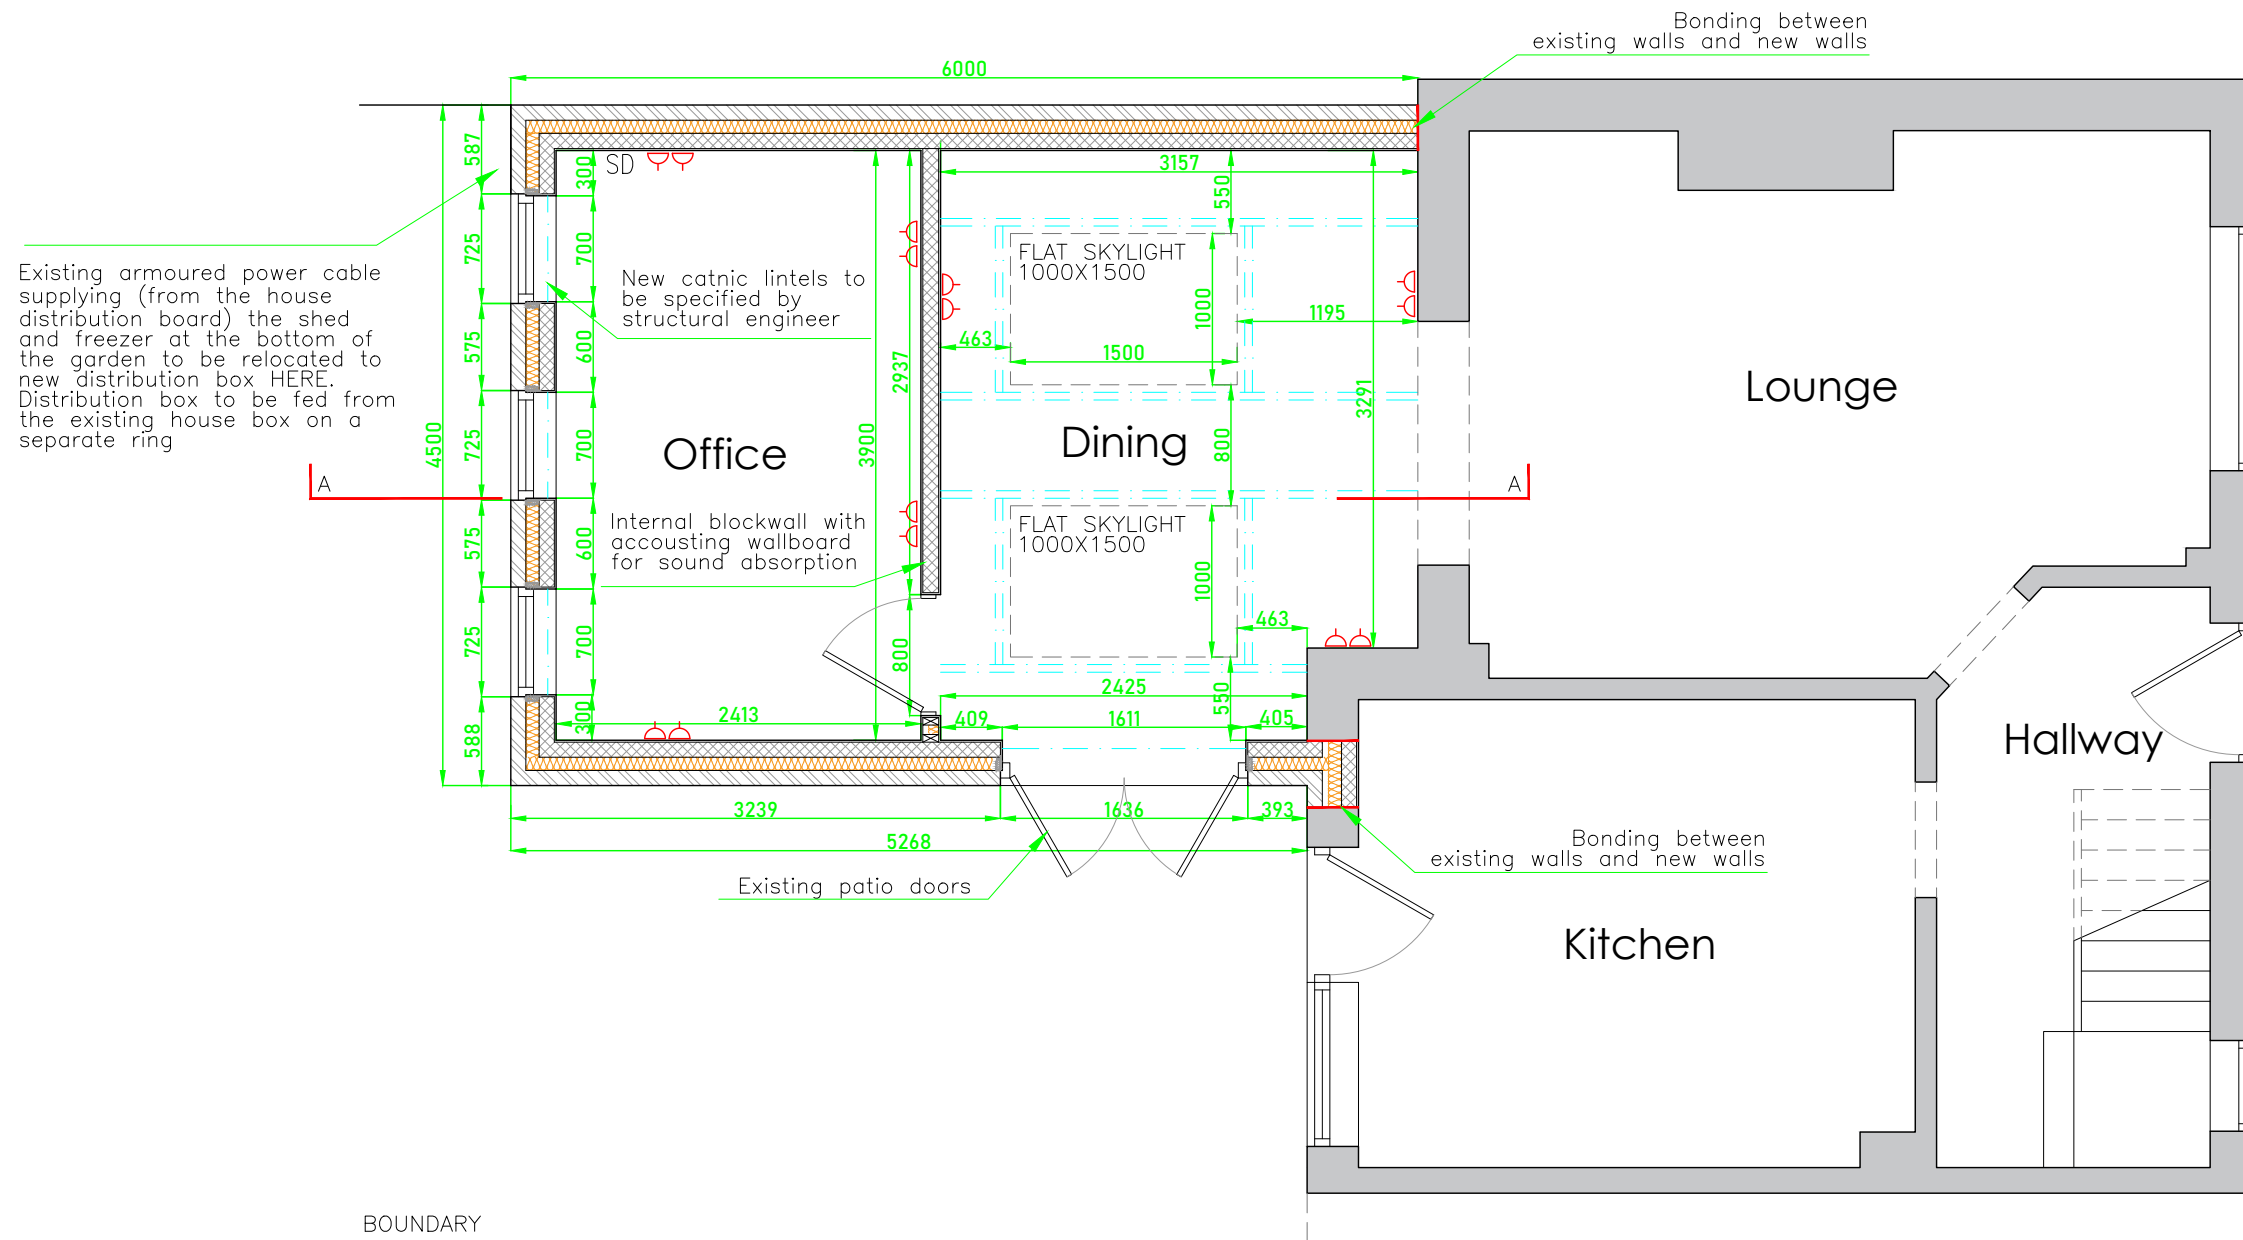 Bonding between
existing walls and new walls
6000
587
300
SD
3157
550
Existing armoured power cable
supplying (from the house
distribution board) the shed
and freezer at the bottom of
the garden to be relocated to
new distribution box HERE.
Distribution box to be fed from
the existing house box on a
separate ring
725
700
New catnic lintels to
be specified by
structural engineer
FLAT SKYLIGHT
1000X1500
1000
1195
463
1500
575
600
2937
3291
Lounge
4500
725
700
Office
3900
Dining
800
A
A
575
600
Internal blockwall with
accousting wallboard
for sound absorption
FLAT SKYLIGHT
1000X1500
1000
463
725
700
800
2425
550
588
300
2413
409
1611
405
Hallway
3239
1636
393
5268
Bonding between
existing walls and new walls
Existing patio doors
Kitchen
BOUNDARY